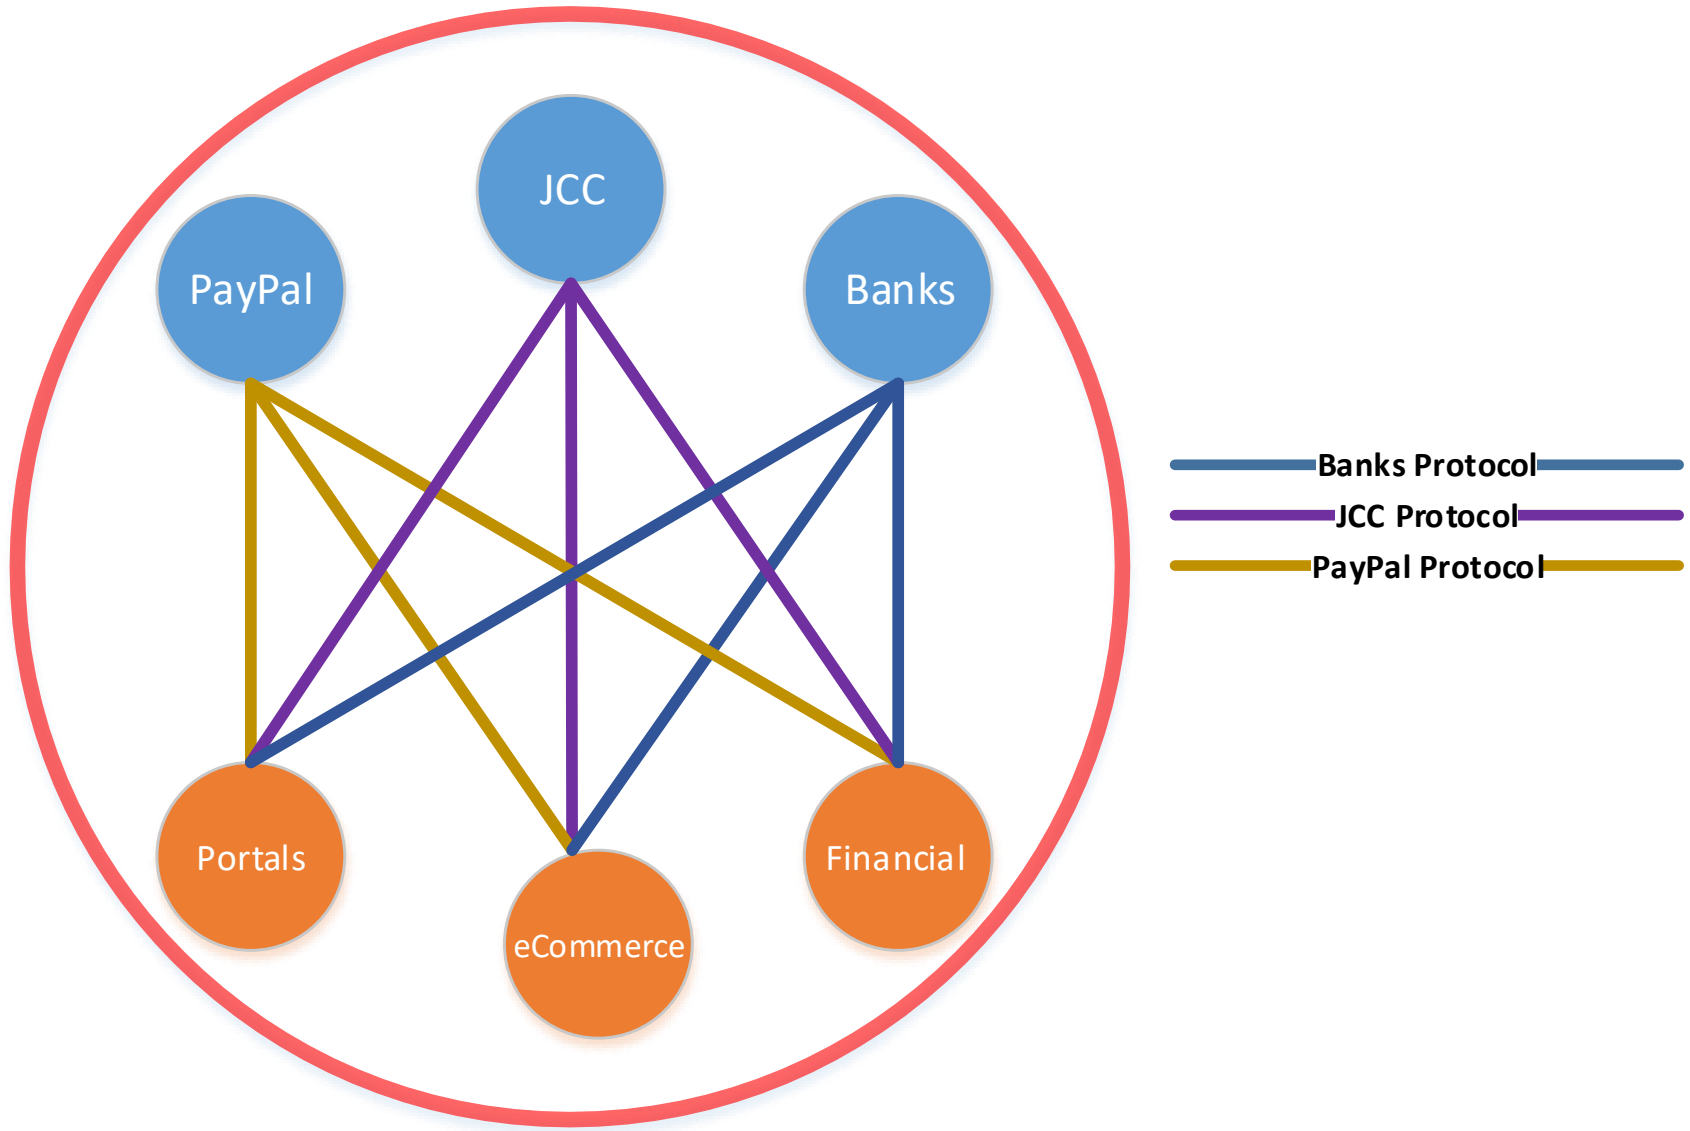 JCC
PayPal
Banks
Banks Protocol
JCC Protocol
PayPal Protocol
Portals
Financial
eCommerce